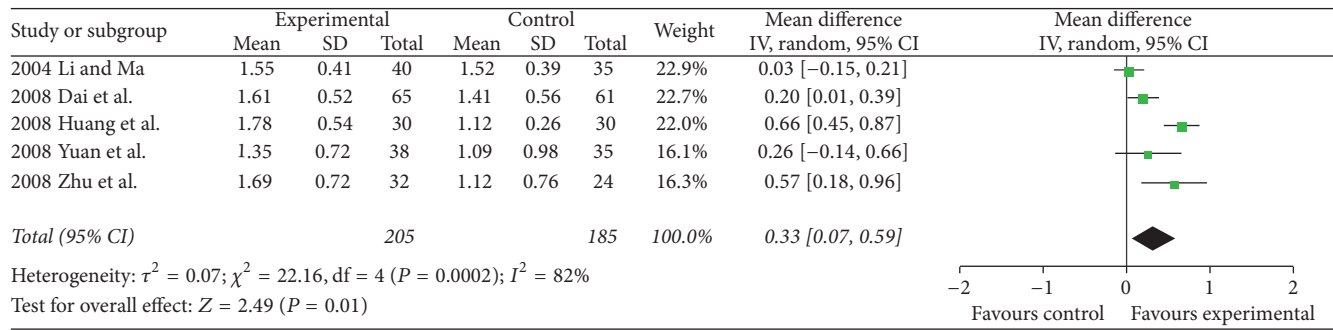 Study or subgroup Experimental Control Weight Mean difference Mean difference
Mean SD Total Mean SD Total IV, random, 95% CI IV, random, 95% CI
2004 Li and Ma 1.55 0.41 40 1.52 0.39 35 22.9% 0.03 [−0.15, 0.21]
2008 Dai et al. 1.61 0.52 65 1.41 0.56 61 22.7% 0.20 [0.01, 0.39]
2008 Huang et al. 1.78 0.54 30 1.12 0.26 30 22.0% 0.66 [0.45, 0.87]
2008 Yuan et al. 1.35 0.72 38 1.09 0.98 35 16.1% 0.26 [−0.14, 0.66]
2008 Zhu et al. 1.69 0.72 32 1.12 0.76 24 16.3% 0.57 [0.18, 0.96]
Total (95% CI) 205 185 100.0% 0.33 [0.07, 0.59]
Heterogeneity: τ² = 0.07; χ² = 22.16, df = 4 (P = 0.0002); I² = 82%
Test for overall effect: Z = 2.49 (P = 0.01)
−2 −1 0 1 2
Favours control Favours experimental